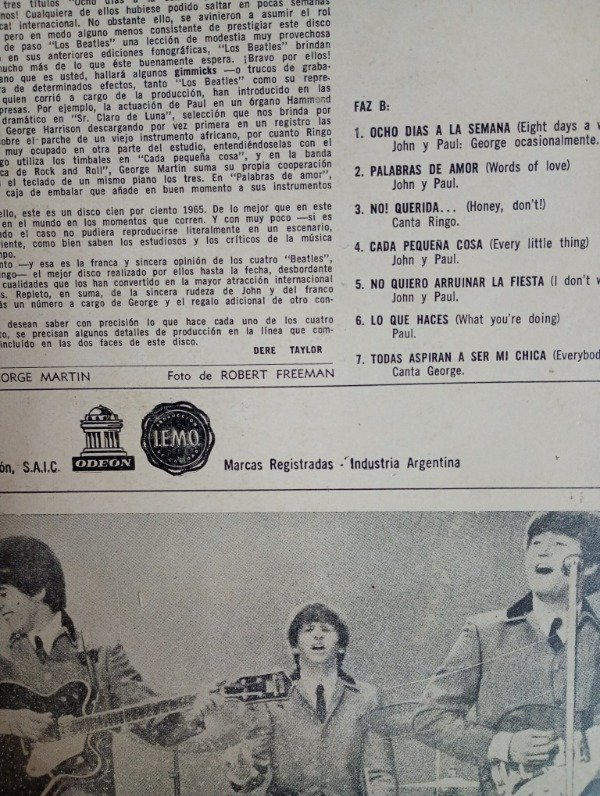 tres títulos "Ocho días a la
nos! Cualquiera de ellos hubiese podido saltar en pocas semanas
cal internacional. No obstante ello, se avinieron a asumir el rol
pero en modo alguno menos consistente de prestigiar este disco
de paso "Los Beatles" una lección de modestia muy provechosa
en sus anteriores ediciones fonográficas, "Los Beatles" brindan
mucho más de lo que éste buenamente espera. ¡Bravo por ellos!
ano que es usted, hallará algunos gimmicks —o trucos de graba-
ra de determinados efectos, tanto "Los Beatles" como su repre-
quien corrió a cargo de la producción, han introducido en las
presas. Por ejemplo, la actuación de Paul en un órgano Hammond
dramático en "Sr. Claro de Luna", selección que nos brinda por
George Harrison descargando por vez primera en un registro las
sobre el parche de un viejo instrumento africano, por cuanto Ringo
muy ocupado en otra parte del estudio, entendiéndoselas con el
go utiliza los timbales en "Cada pequeña cosa", y en la banda
ca de Rock and Roll", George Martin suma su propia cooperación
n el teclado de un mismo piano los tres. En "Palabras de amor",
caja de embalar que añade en buen momento a sus instrumentos
ello, este es un disco cien por ciento 1965. De lo mejor que en este
en el mundo en los momentos que corren. Y con muy poco —si es
do el caso no pudiera reproducirse literalmente en un escenario,
riente, como bien saben los estudiosos y los críticos de la música
mpo.
nto —y esa es la franca y sincera opinión de los cuatro "Beatles",
ingo— el mejor disco realizado por ellos hasta la fecha, desbordante
cualidades que los han convertido en la mayor atracción internacional
s. Repleto, en suma, de la sincera rudeza de John y del franco
ás un número a cargo de George y el regalo adicional de otro con-
desean saber con precisión lo que hace cada uno de los cuatro
to, se precisan algunos detalles de producción en la línea que com-
incluido en las dos faces de este disco.
DERE TAYLOR
ORGE MARTIN Foto de ROBERT FREEMAN
FAZ B:
1. OCHO DIAS A LA SEMANA (Eight days a w
John y Paul: George ocasionalmente.
2. PALABRAS DE AMOR (Words of love)
John y Paul.
3. NO! QUERIDA... (Honey, don't!)
Canta Ringo.
4. CADA PEQUEÑA COSA (Every little thing)
John y Paul.
5. NO QUIERO ARRUINAR LA FIESTA (I don't w
John y Paul.
6. LO QUE HACES (What you're doing)
Paul.
7. TODAS ASPIRAN A SER MI CHICA (Everybod
Canta George.
ón, S.A.I.C. ODEON LEMO Marcas Registradas - Industria Argentina